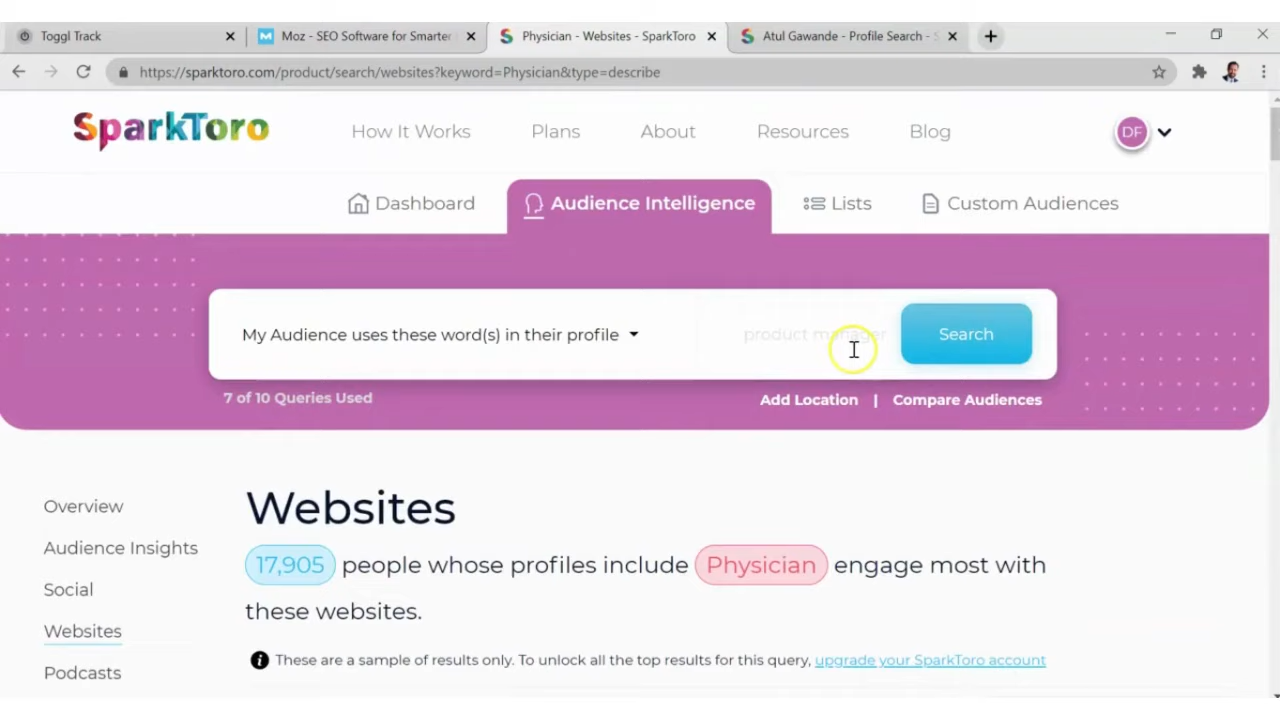 Toggl Track
Moz - SEO Software for Smarter
Physician - Websites - SparkToro
Atul Gawande - Profile Search - S
https://sparktoro.com/product/search/websites?keyword=Physician&type=describe
SparkToro
How It Works
Plans
About
Resources
Blog
DF
Dashboard
Audience Intelligence
Lists
Custom Audiences
My Audience uses these word(s) in their profile
product manager
Search
7 of 10 Queries Used
Add Location | Compare Audiences
Overview
Audience Insights
Social
Websites
Podcasts
Websites
17,905 people whose profiles include Physician engage most with
these websites.
These are a sample of results only. To unlock all the top results for this query, upgrade your SparkToro account